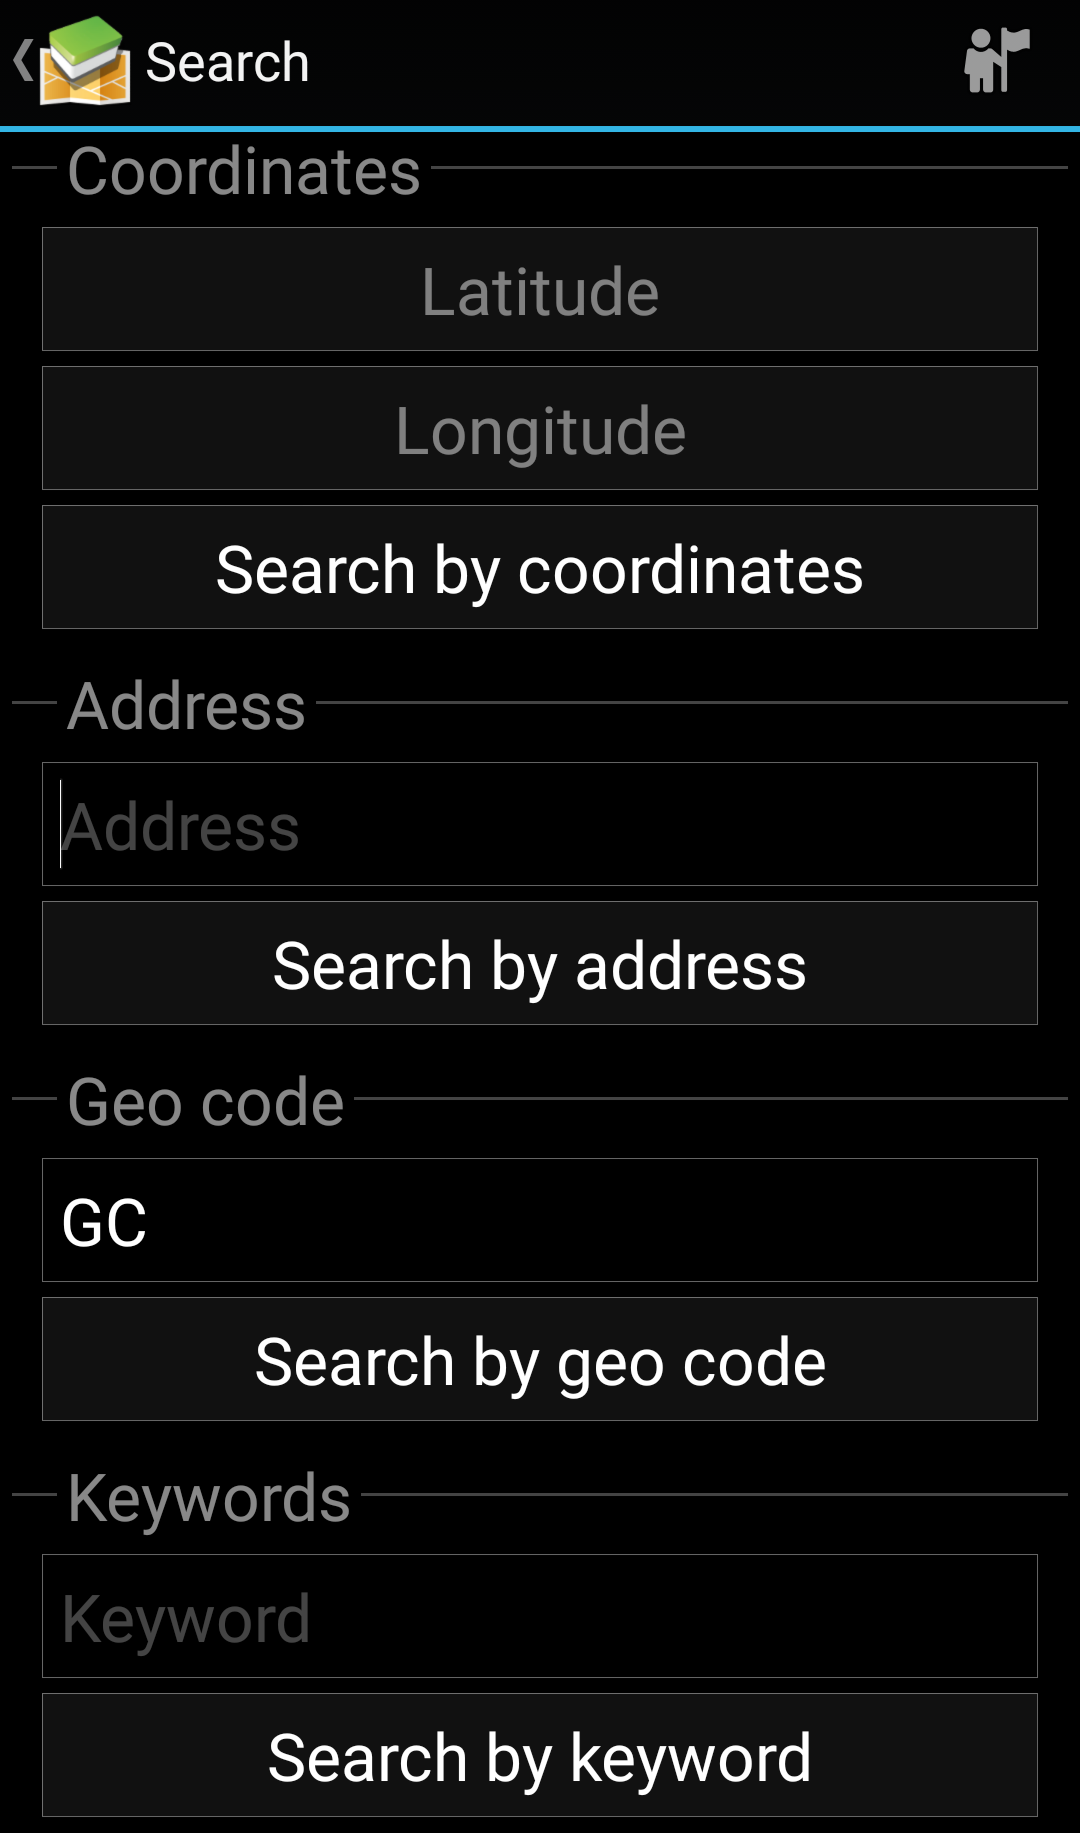 Search
Coordinates
Latitude
Longitude
Search by coordinates
Address
Address
Search by address
Geo code
GC
Search by geo code
Keywords
Keyword
Search by keyword